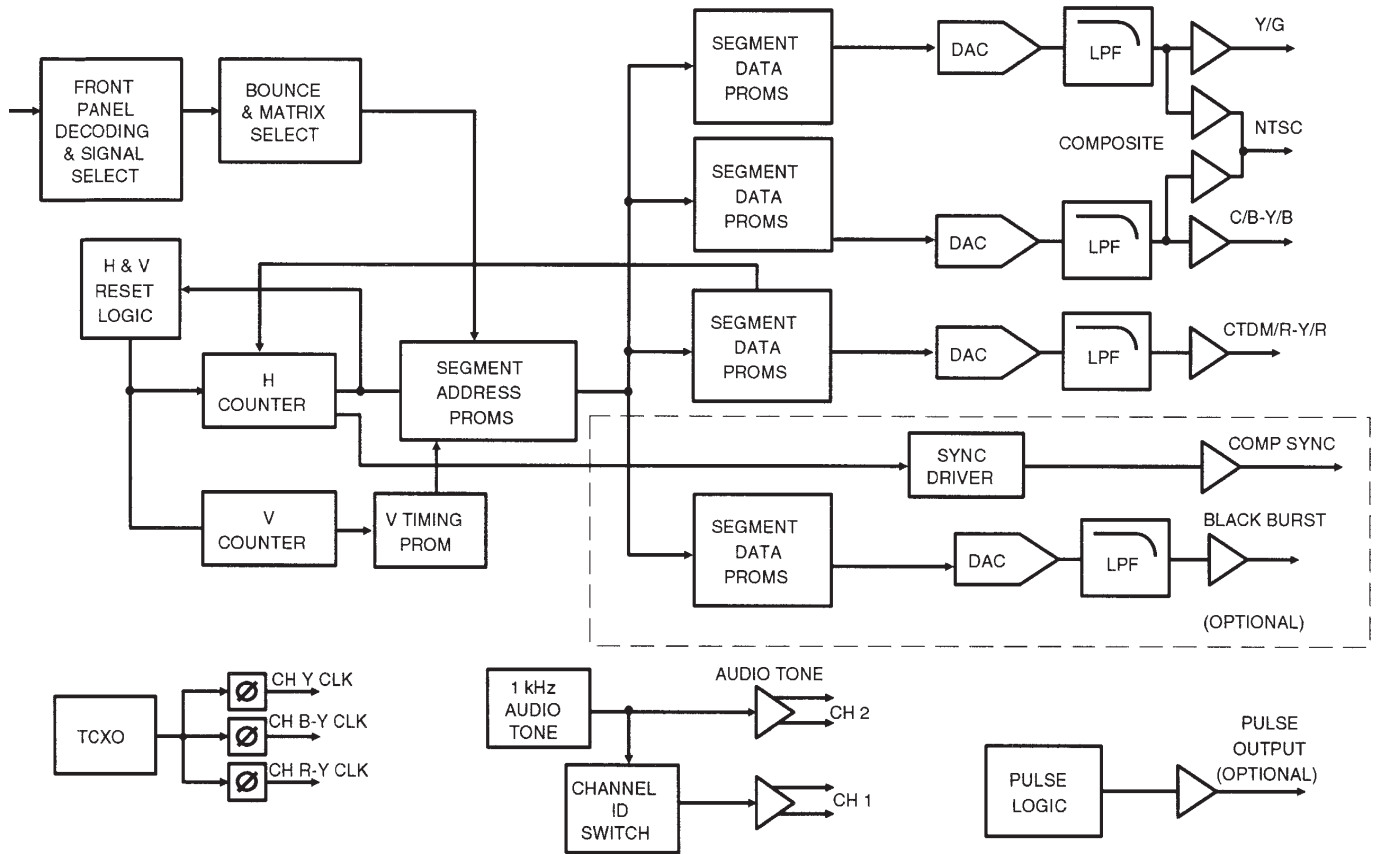 FRONT
PANEL
DECODING
& SIGNAL
SELECT
BOUNCE
& MATRIX
SELECT
SEGMENT
DATA
PROMS
DAC
LPF
Y/G
COMPOSITE
NTSC
SEGMENT
DATA
PROMS
DAC
LPF
C/B-Y/B
H & V
RESET
LOGIC
H
COUNTER
SEGMENT
ADDRESS
PROMS
SEGMENT
DATA
PROMS
DAC
LPF
CTDM/R-Y/R
SYNC
DRIVER
COMP SYNC
V
COUNTER
V TIMING
PROM
SEGMENT
DATA
PROMS
DAC
LPF
BLACK BURST
(OPTIONAL)
TCXO
CH Y CLK
CH B-Y CLK
CH R-Y CLK
1 kHz
AUDIO
TONE
AUDIO TONE
CH 2
CHANNEL
ID
SWITCH
CH 1
PULSE
LOGIC
PULSE
OUTPUT
(OPTIONAL)